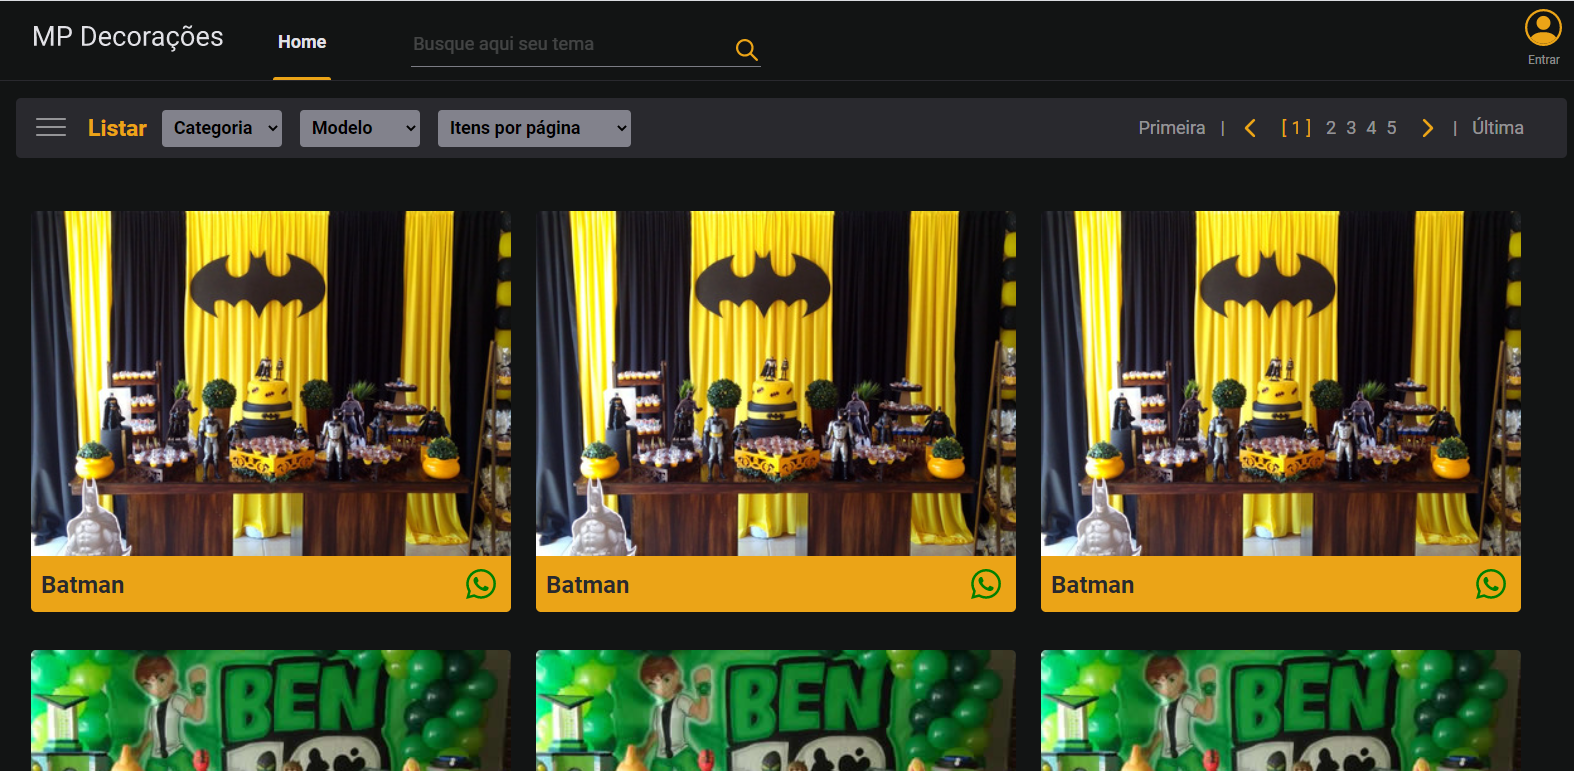 MP Decorações
Home
Busque aqui seu tema
Entrar
Listar
Categoria
Modelo
Itens por página
Primeira | [ 1 ] 2 3 4 5 | Última
Batman
Batman
Batman
BEN
BEN
BEN